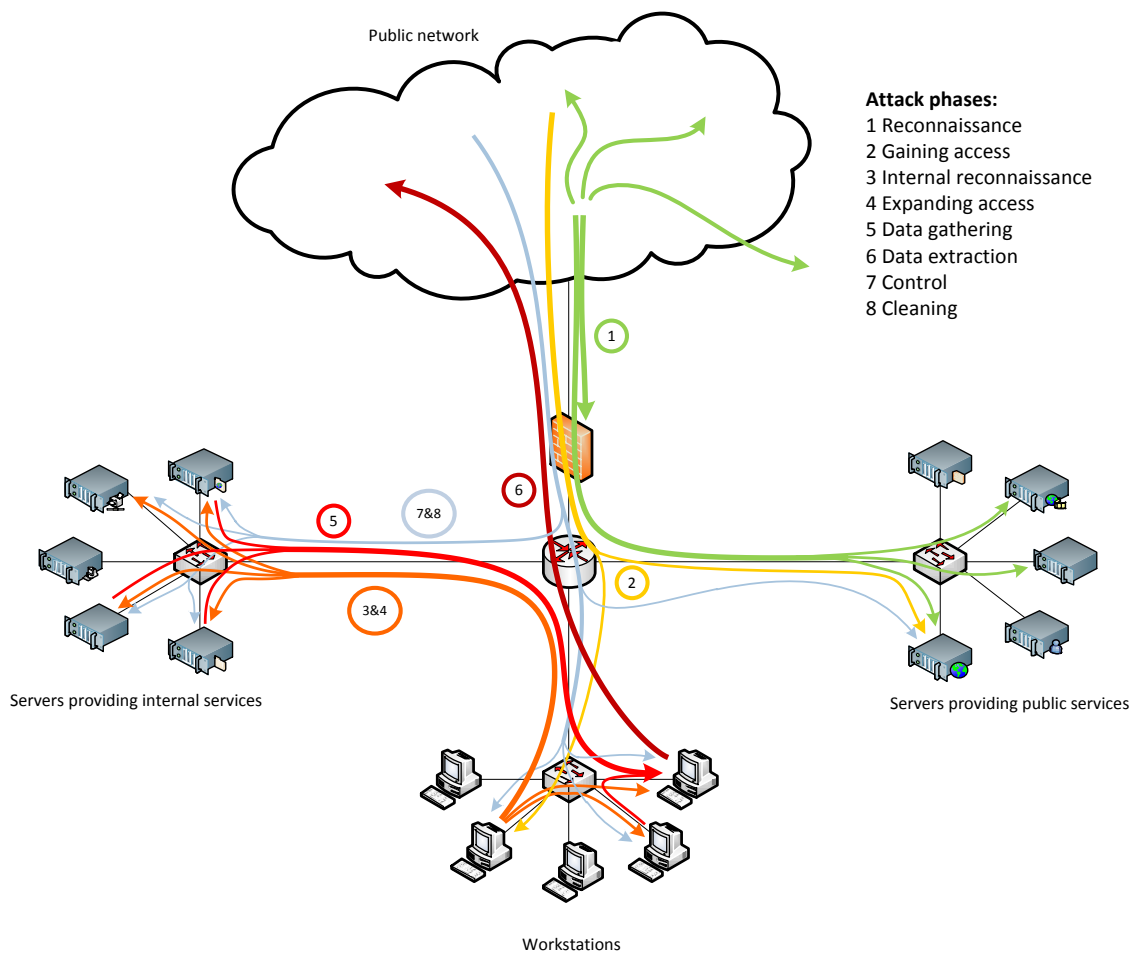 Public network
Attack phases:
1 Reconnaissance
2 Gaining access
3 Internal reconnaissance
4 Expanding access
5 Data gathering
6 Data extraction
7 Control
8 Cleaning
1
6
5
7&8
2
3&4
Servers providing internal services
Servers providing public services
Workstations